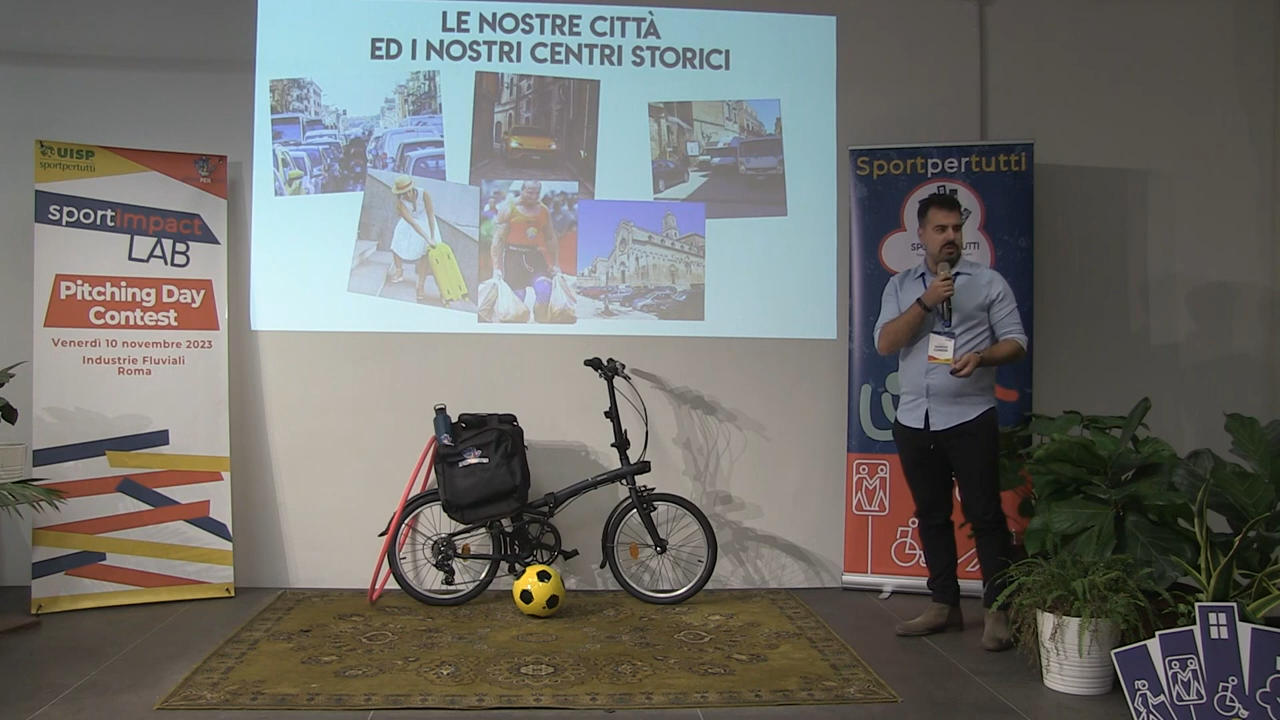 LE NOSTRE CITTÀ
ED I NOSTRI CENTRI STORICI
UISP
sportpertutti
sportimpact
LAB
Pitching Day
Contest
Venerdì 10 novembre 2023
Industrie Fluviali
Roma
Sportpertutti